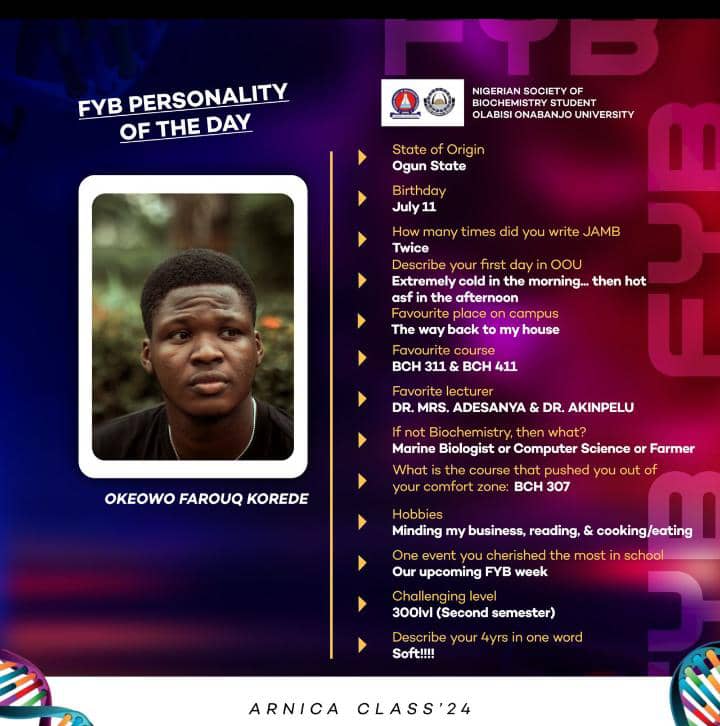 FYB PERSONALITY
OF THE DAY
OKEOWO FAROUQ KOREDE
NIGERIAN SOCIETY OF
BIOCHEMISTRY STUDENT
OLABISI ONABANJO UNIVERSITY
State of Origin
Ogun State
Birthday
July 11
How many times did you write JAMB
Twice
Describe your first day in OOU
Extremely cold in the morning... then hot
asf in the afternoon
Favourite place on campus
The way back to my house
Favourite course
BCH 311 & BCH 411
Favorite lecturer
DR. MRS. ADESANYA & DR. AKINPELU
If not Biochemistry, then what?
Marine Biologist or Computer Science or Farmer
What is the course that pushed you out of
your comfort zone: BCH 307
Hobbies
Minding my business, reading, & cooking/eating
One event you cherished the most in school
Our upcoming FYB week
Challenging level
300lvl (Second semester)
Describe your 4yrs in one word
Soft!!!!
FYB
FYB
FYB
ARNICA CLASS'24